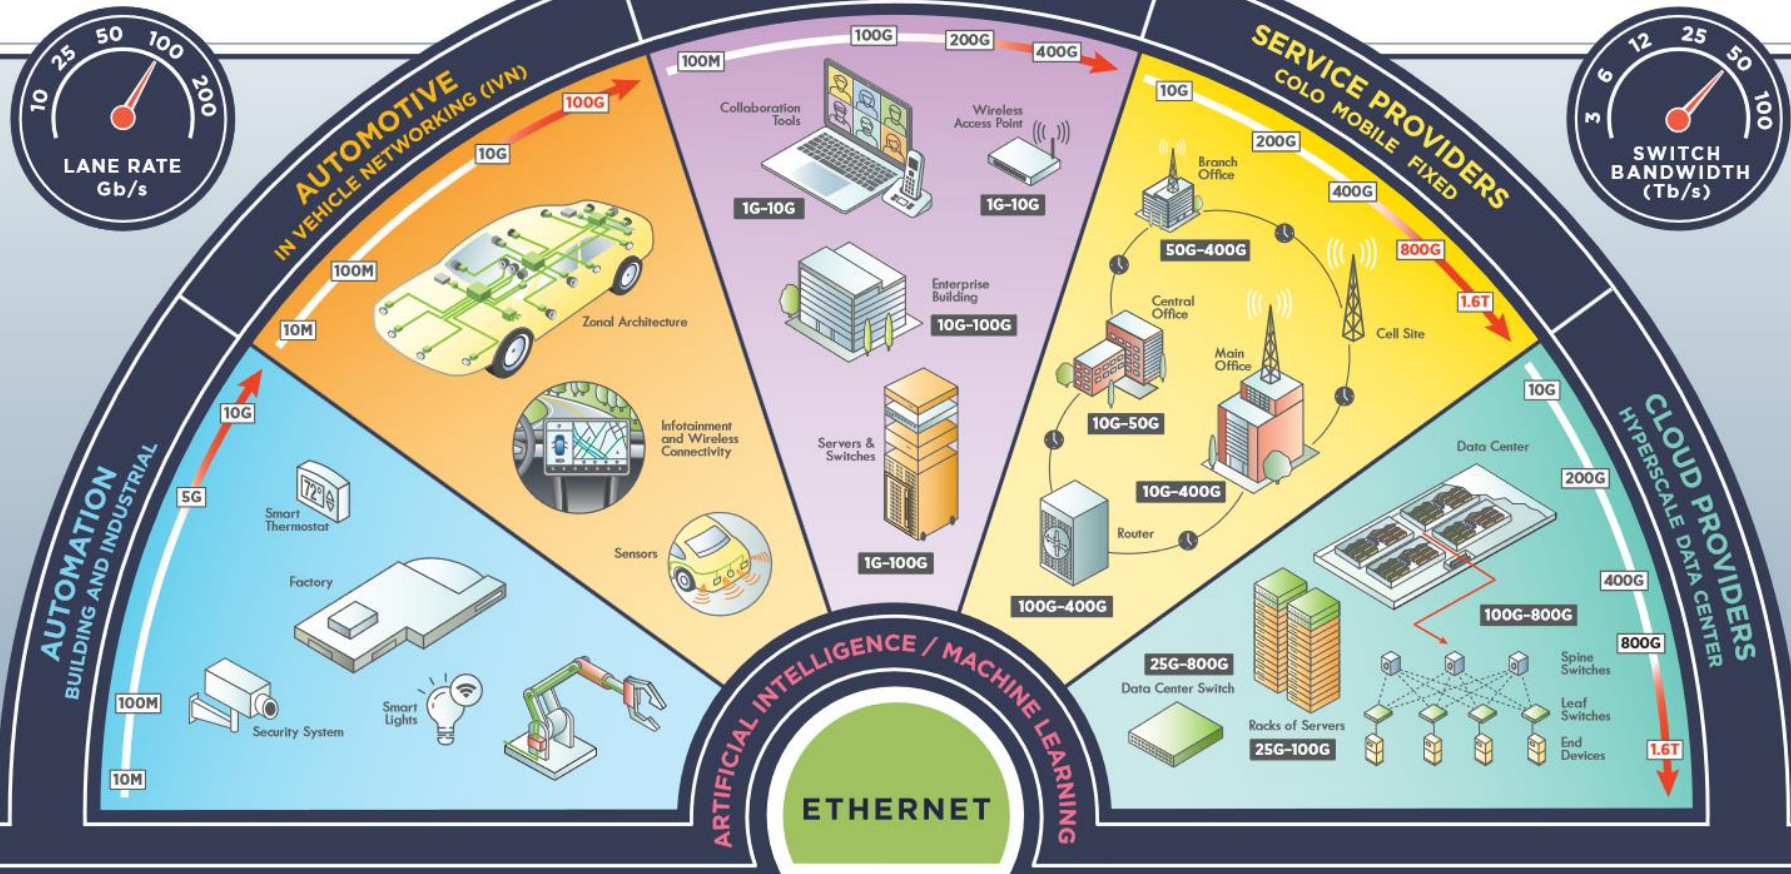 10
25
50
100
200
LANE RATE
Gb/s
3
6
12
25
50
100
SWITCH
BANDWIDTH
(Tb/s)
AUTOMATION
BUILDING AND INDUSTRIAL
10M
100M
5G
10G
Smart
Thermostat
Factory
Security System
Smart
Lights
AUTOMOTIVE
IN VEHICLE NETWORKING (IVN)
10M
100M
10G
100G
Zonal Architecture
Infotainment
and Wireless
Connectivity
Sensors
100M
100G
200G
400G
Collaboration
Tools
1G-10G
Wireless
Access Point
1G-10G
Enterprise
Building
10G-100G
Servers &
Switches
1G-100G
SERVICE PROVIDERS
COLO MOBILE FIXED
10G
200G
400G
800G
1.6T
Branch
Office
50G-400G
Central
Office
10G-50G
Cell Site
Main
Office
10G-400G
Router
100G-400G
CLOUD PROVIDERS
HYPERSCALE DATA CENTER
10G
200G
400G
800G
1.6T
Data Center
100G-800G
25G-800G
Data Center Switch
Racks of Servers
25G-100G
Spine
Switches
Leaf
Switches
End
Devices
72°
ARTIFICIAL INTELLIGENCE / MACHINE LEARNING
ETHERNET